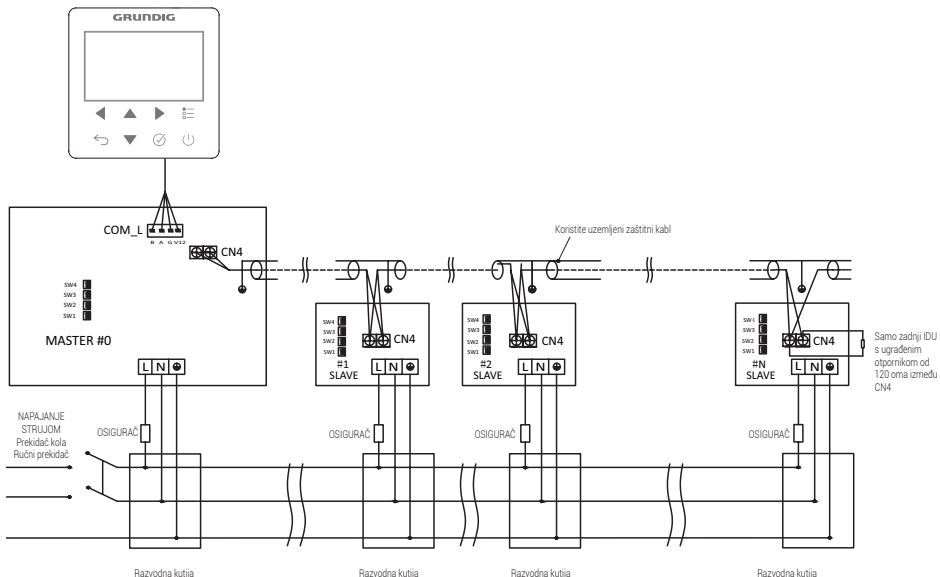 GRUNDIG
COM_L
B A G V12
CN4
SW4
SW3
SW2
SW1
MASTER #0
L N
Koristite uzemljeni zaštitni kabl
SW4
SW3
SW2
SW1
CN4
#1
SLAVE
L N
SW4
SW3
SW2
SW1
CN4
#2
SLAVE
L N
SW4
SW3
SW2
SW1
CN4
#N
SLAVE
L N
Samo zadnji IDU
s ugrađenim
otpornikom od
120 oma između
CN4
NAPAJANJE
STRUJOM
Prekidač kola
Ručni prekidač
OSIGURAČ
OSIGURAČ
OSIGURAČ
OSIGURAČ
Razvodna kutija
Razvodna kutija
Razvodna kutija
Razvodna kutija